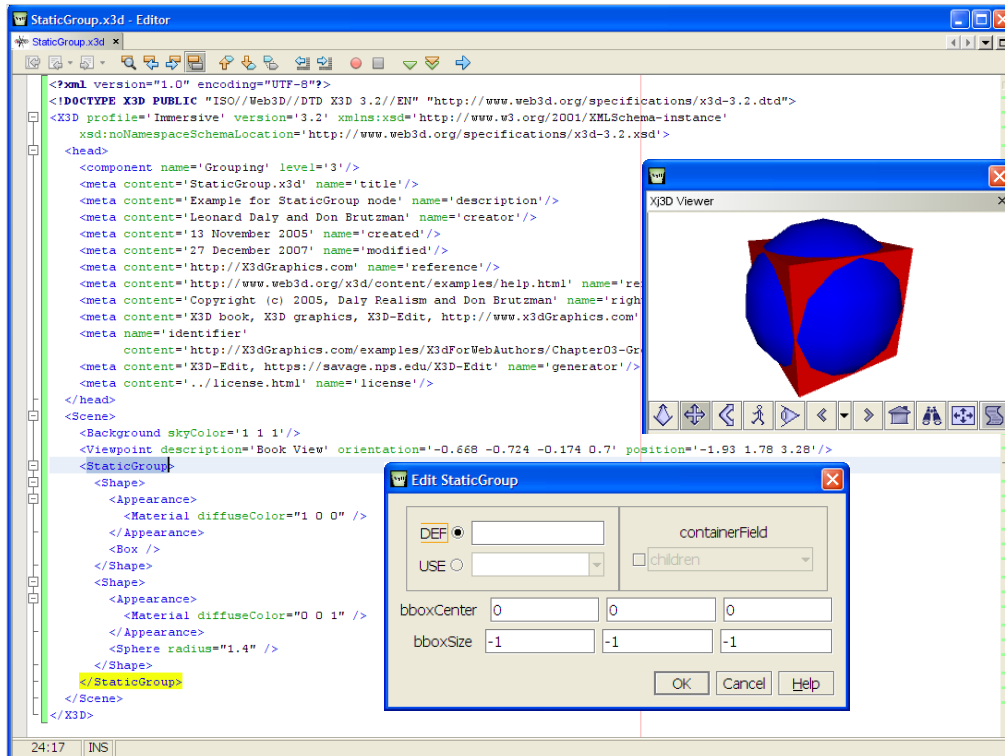 StaticGroup.x3d - Editor
StaticGroup.x3d
<?xml version="1.0" encoding="UTF-8"?>
<!DOCTYPE X3D PUBLIC "ISO//Web3D//DTD X3D 3.2//EN" "http://www.web3d.org/specifications/x3d-3.2.dtd">
<X3D profile='Immersive' version='3.2' xmlns:xsd='http://www.w3.org/2001/XMLSchema-instance'
xsd:noNamespaceSchemaLocation='http://www.web3d.org/specifications/x3d-3.2.xsd'>
<head>
<component name='Grouping' level='3'/>
<meta content='StaticGroup.x3d' name='title'/>
<meta content='Example for StaticGroup node' name='description'/>
<meta content='Leonard Daly and Don Brutzman' name='creator'/>
<meta content='13 November 2005' name='created'/>
<meta content='27 December 2007' name='modified'/>
<meta content='http://X3dGraphics.com' name='reference'/>
<meta content='http://www.web3d.org/x3d/content/examples/help.html' name='re
<meta content='Copyright (c) 2005, Daly Realism and Don Brutzman' name='righ
<meta content='X3D book, X3D graphics, X3D-Edit, http://www.x3dGraphics.com'
<meta name='identifier'
content='http://X3dGraphics.com/examples/X3dForWebAuthors/Chapter03-Gr
<meta content='X3D-Edit, https://savage.nps.edu/X3D-Edit' name='generator'/>
<meta content='../license.html' name='license'/>
</head>
<Scene>
<Background skyColor='1 1 1'/>
<Viewpoint description='Book View' orientation='-0.668 -0.724 -0.174 0.7' position='-1.93 1.78 3.28'/>
<StaticGroup>
<Shape>
<Appearance>
<Material diffuseColor="1 0 0" />
</Appearance>
<Box />
</Shape>
<Shape>
<Appearance>
<Material diffuseColor="0 0 1" />
</Appearance>
<Sphere radius="1.4" />
</Shape>
</StaticGroup>
</Scene>
</X3D>
24:17 INS
Xj3D Viewer
Edit StaticGroup
DEF
USE
containerField
children
bboxCenter 0 0 0
bboxSize -1 -1 -1
OK Cancel Help